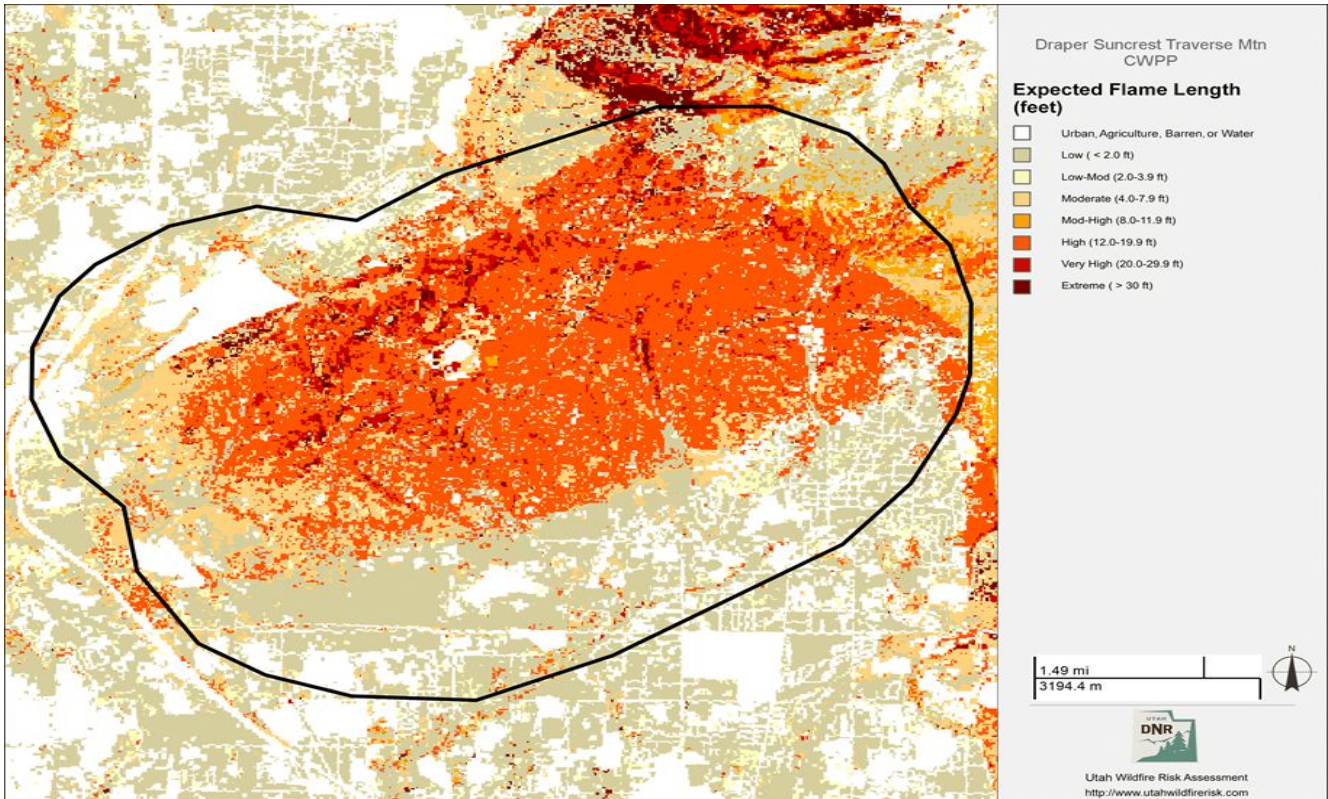 Draper Suncrest Traverse Mtn
CWPP
Expected Flame Length
(feet)
Urban, Agriculture, Barren, or Water
Low ( < 2.0 ft)
Low-Mod (2.0-3.9 ft)
Moderate (4.0-7.9 ft)
Mod-High (8.0-11.9 ft)
High (12.0-19.9 ft)
Very High (20.0-29.9 ft)
Extreme ( > 30 ft)
1.49 mi
3194.4 m
N
UTAH
DNR
Utah Wildfire Risk Assessment
http://www.utahwildfirerisk.com